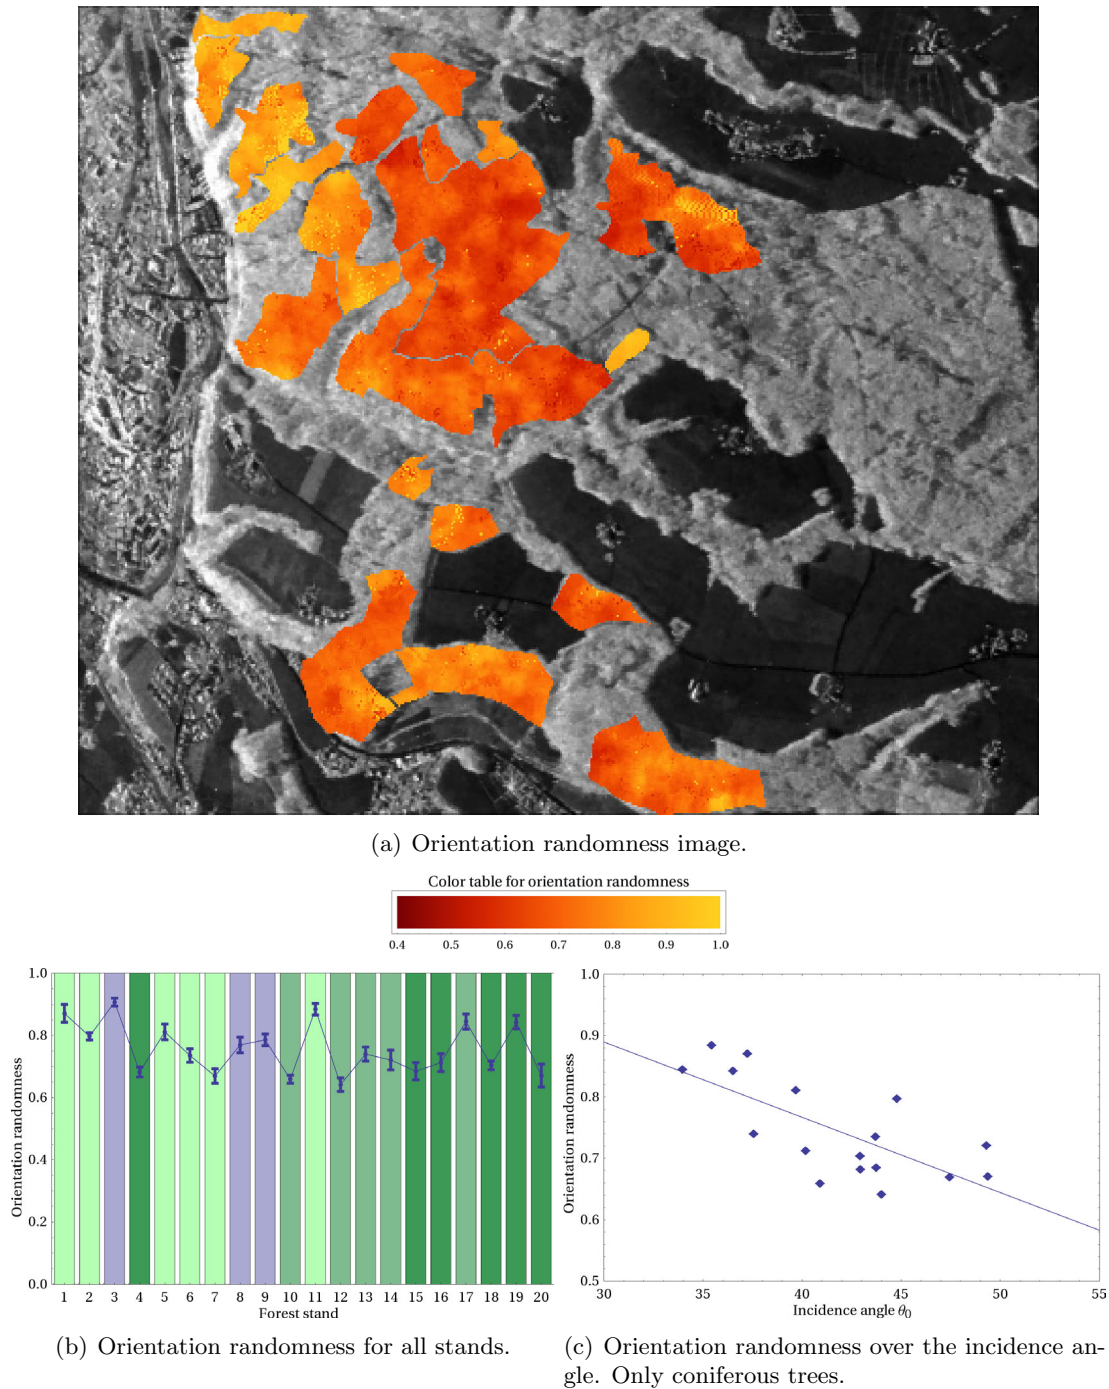 (a) Orientation randomness image.
Color table for orientation randomness
0.4 0.5 0.6 0.7 0.8 0.9 1.0
Orientation randomness
1.0
0.8
0.6
0.4
0.2
0.0
1 2 3 4 5 6 7 8 9 10 11 12 13 14 15 16 17 18 19 20
Forest stand
(b) Orientation randomness for all stands.
Orientation randomness
1.0
0.9
0.8
0.7
0.6
0.5
30 35 40 45 50 55
Incidence angle θ₀
(c) Orientation randomness over the incidence an-
gle. Only coniferous trees.